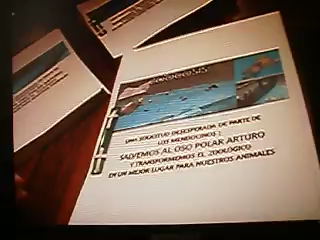 UNA SOLICITUD DESESPERADA DE PARTE DE
LOS MENDOCINOS :
SALVEMOS AL OSO POLAR ARTURO
Y TRANSFORMEMOS EL ZOOLOGICO
EN UN MEJOR LUGAR PARA NUESTROS ANIMALES